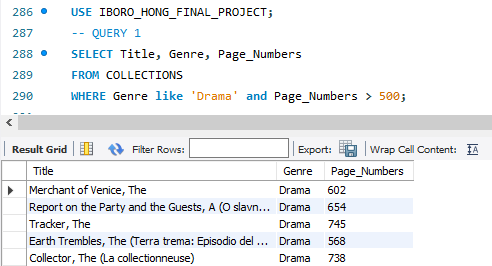 286 USE IBORO_HONG_FINAL_PROJECT;
287 -- QUERY 1
288 SELECT Title, Genre, Page_Numbers
289 FROM COLLECTIONS
290 WHERE Genre like 'Drama' and Page_Numbers > 500;
Result Grid Filter Rows: Export: Wrap Cell Content:
Title Genre Page_Numbers
Merchant of Venice, The Drama 602
Report on the Party and the Guests, A (O slavn... Drama 654
Tracker, The Drama 745
Earth Trembles, The (Terra trema: Episodio del ... Drama 568
Collector, The (La collectionneuse) Drama 738